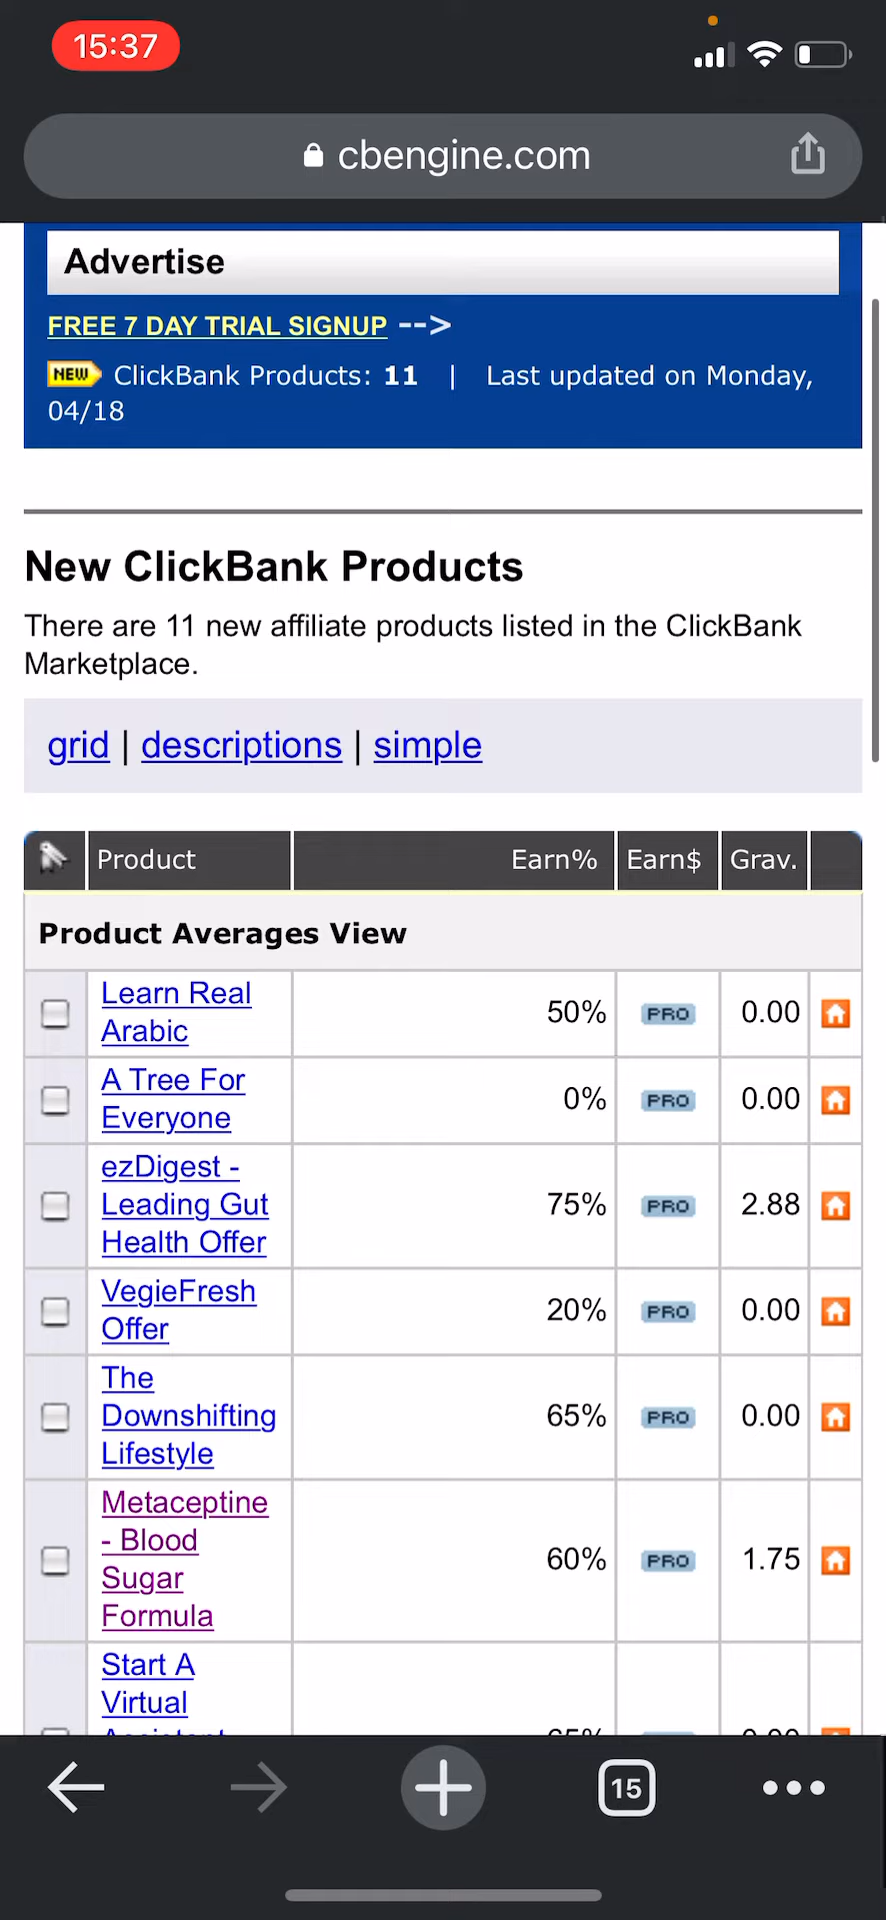 15:37
cbengine.com
Advertise
FREE 7 DAY TRIAL SIGNUP -->
NEW ClickBank Products: 11 | Last updated on Monday,
04/18
New ClickBank Products
There are 11 new affiliate products listed in the ClickBank
Marketplace.
grid | descriptions | simple
Product Earn% Earn$ Grav.
Product Averages View
Learn Real
Arabic
50% PRO 0.00
A Tree For
Everyone
0% PRO 0.00
ezDigest -
Leading Gut
Health Offer
75% PRO 2.88
VegieFresh
Offer
20% PRO 0.00
The
Downshifting
Lifestyle
65% PRO 0.00
Metaceptine
- Blood
Sugar
Formula
60% PRO 1.75
Start A
Virtual
15